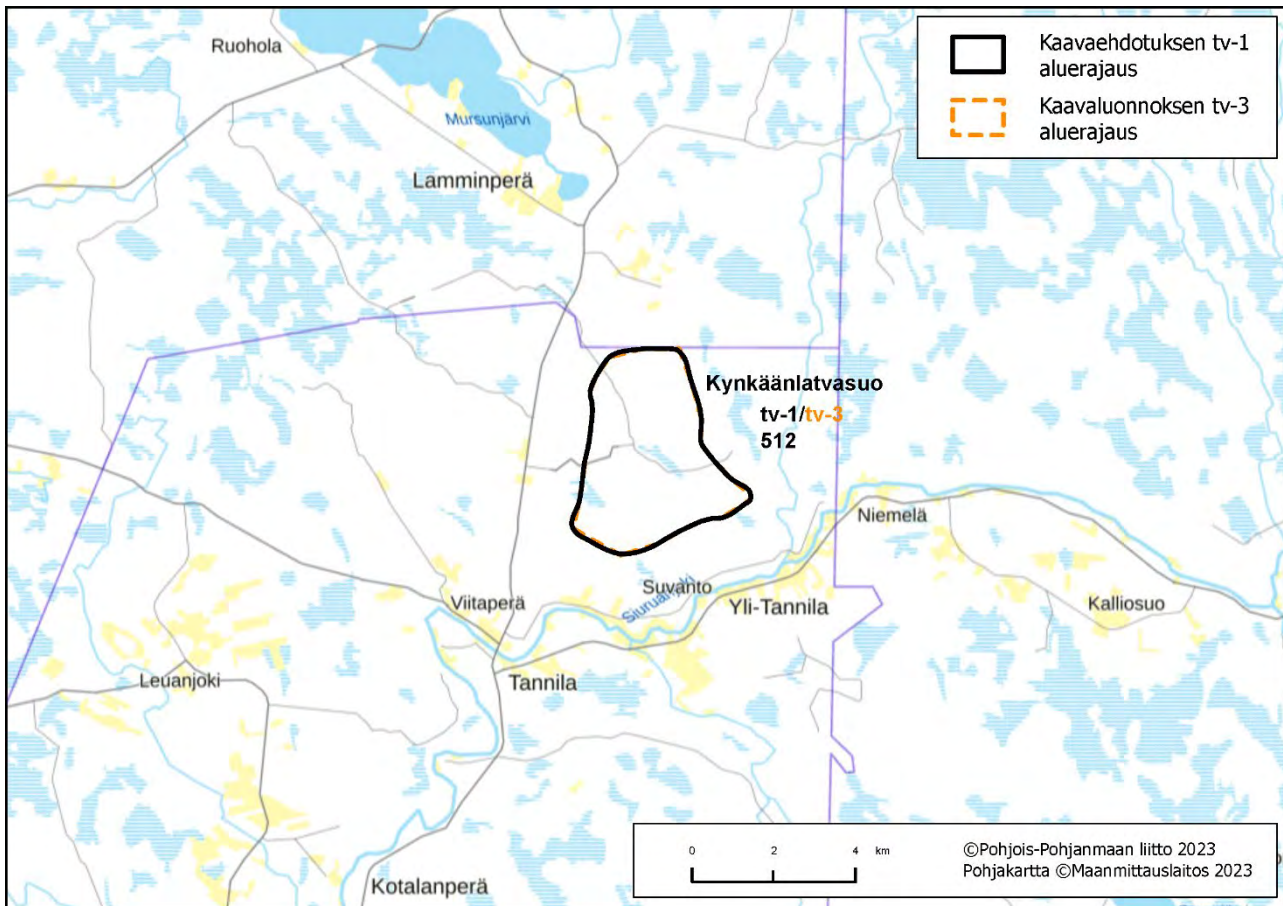 Kaavaehdotuksen tv-1
aluerajaus
Kaavaluonnoksen tv-3
aluerajaus
Ruohola
Mursunjärvi
Lamminperä
Kynkäänlatvasuo
tv-1/tv-3
512
Niemelä
Suvanto
Siuruanjoki
Viitaperä
Yli-Tannila
Kalliosuo
Leuanjoki
Tannila
Kotalanperä
0 2 4 km
©Pohjois-Pohjanmaan liitto 2023
Pohjakartta ©Maanmittauslaitos 2023